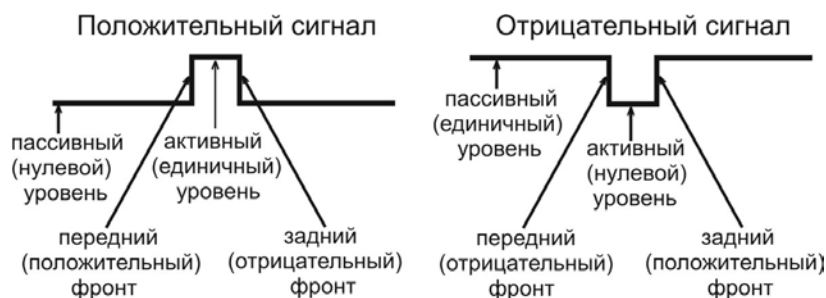 Положительный сигнал
пассивный
(нулевой)
уровень
активный
(единичный)
уровень
передний
(положительный)
фронт
задний
(отрицательный)
фронт
Отрицательный сигнал
пассивный
(единичный)
уровень
активный
(нулевой)
уровень
передний
(отрицательный)
фронт
задний
(положительный)
фронт